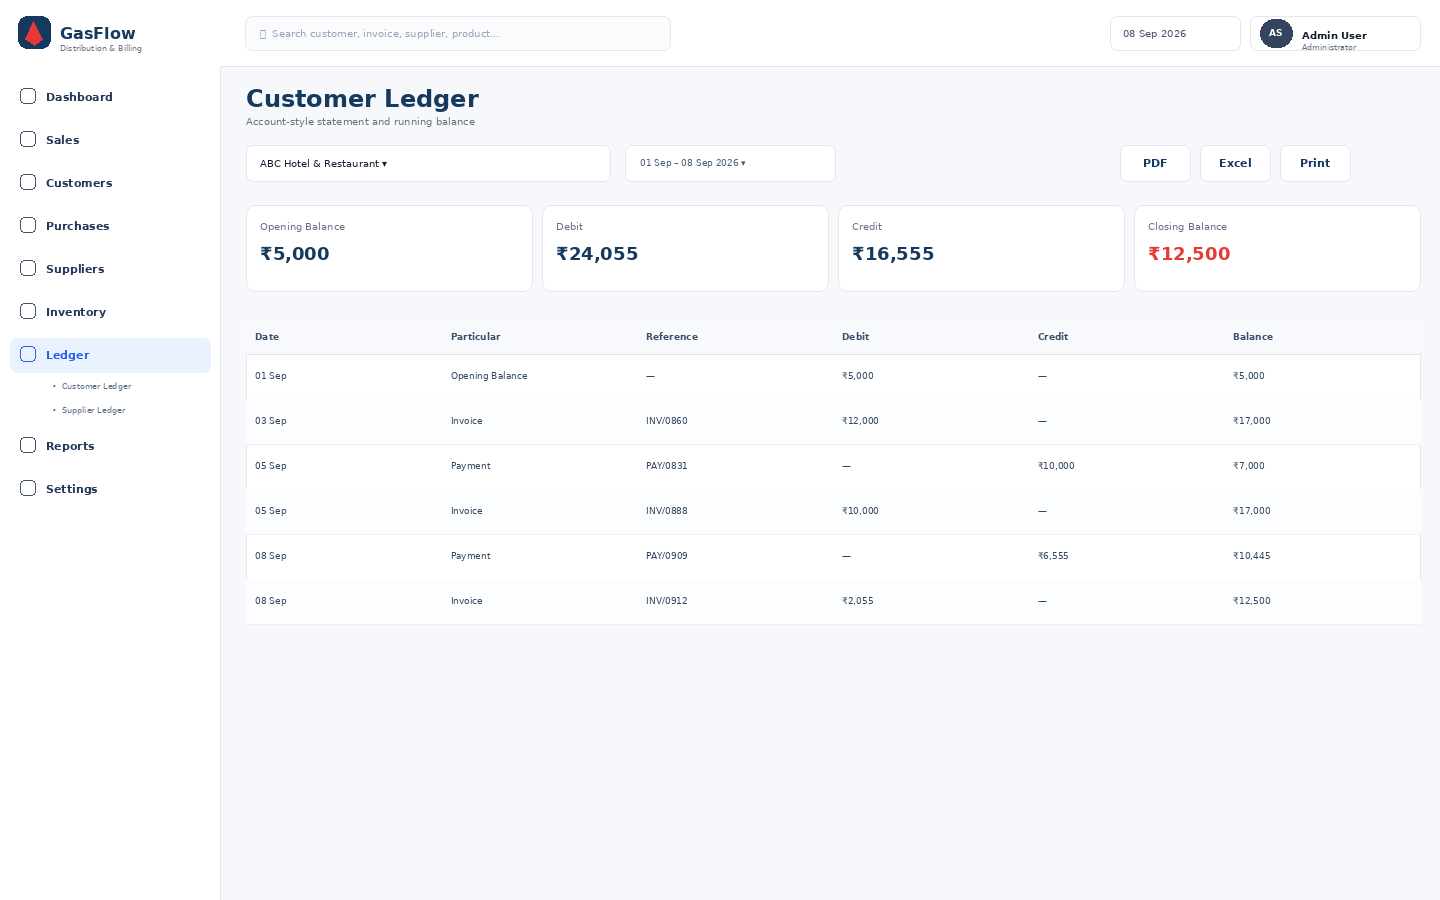 GasFlow
Distribution & Billing
Search customer, invoice, supplier, product...
08 Sep 2026
AS
Admin User
Administrator
Dashboard
Sales
Customers
Purchases
Suppliers
Inventory
Ledger
• Customer Ledger
• Supplier Ledger
Reports
Settings
Customer Ledger
Account-style statement and running balance
ABC Hotel & Restaurant ▾
01 Sep – 08 Sep 2026 ▾
PDF
Excel
Print
Opening Balance
₹5,000
Debit
₹24,055
Credit
₹16,555
Closing Balance
₹12,500
Date Particular Reference Debit Credit Balance
01 Sep Opening Balance — ₹5,000 — ₹5,000
03 Sep Invoice INV/0860 ₹12,000 — ₹17,000
05 Sep Payment PAY/0831 — ₹10,000 ₹7,000
05 Sep Invoice INV/0888 ₹10,000 — ₹17,000
08 Sep Payment PAY/0909 — ₹6,555 ₹10,445
08 Sep Invoice INV/0912 ₹2,055 — ₹12,500